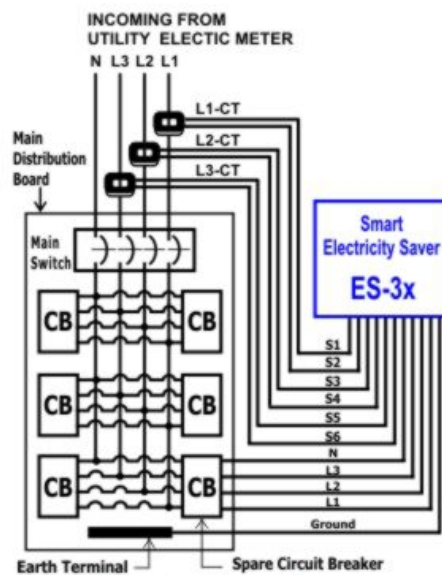 INCOMING FROM
UTILITY ELECTIC METER
N L3 L2 L1
L1-CT
L2-CT
L3-CT
Main
Distribution
Board
Main
Switch
Smart
Electricity Saver
ES-3x
CB
CB
CB
CB
CB
CB
S1
S2
S3
S4
S5
S6
N
L3
L2
L1
Ground
Earth Terminal
Spare Circuit Breaker